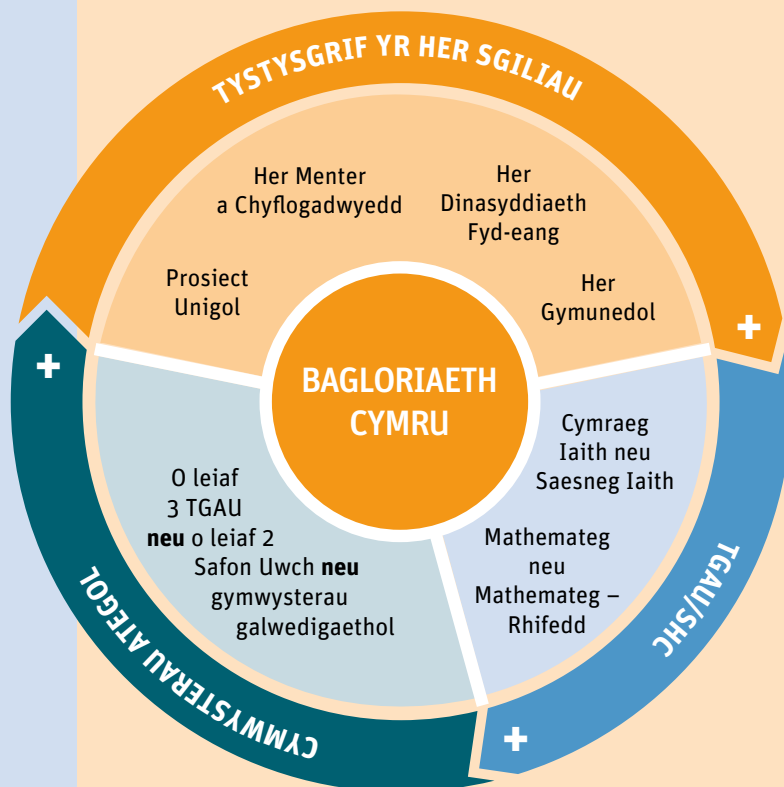 TYSTYSGRIF YR HER SGILIAU
Her Menter
a Chyflogadwyedd
Her
Dinasyddiaeth
Fyd-eang
Prosiect
Unigol
Her
Gymunedol
+
+
BAGLORIAETH
CYMRU
Cymraeg
Iaith neu
Saesneg Iaith
Mathemateg
neu
Mathemateg –
Rhifedd
TGAU/SHC
+
O leiaf
3 TGAU
neu o leiaf 2
Safon Uwch neu
gymwysterau
galwedigaethol
CYMWYSTERAU ATEGOL